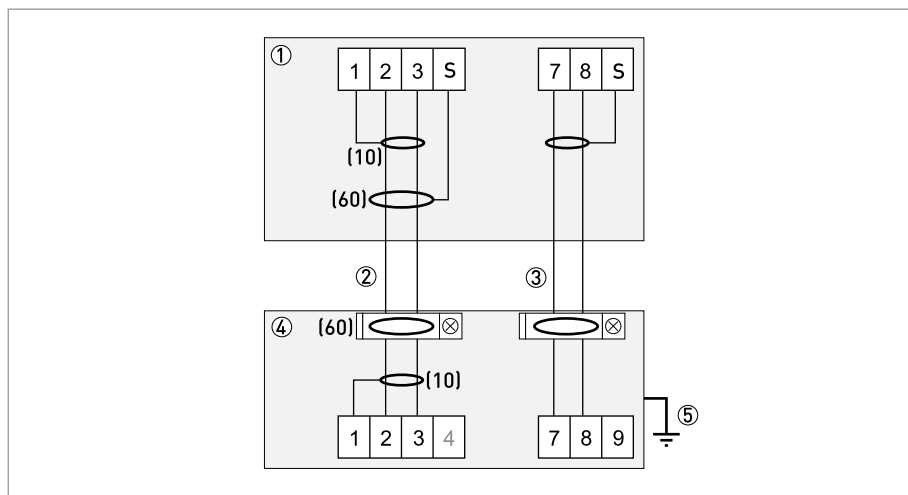 ①
1 2 3 S
7 8 S
(10)
(60)
②
③
④
(60)
(10)
⑤
1 2 3 4
7 8 9